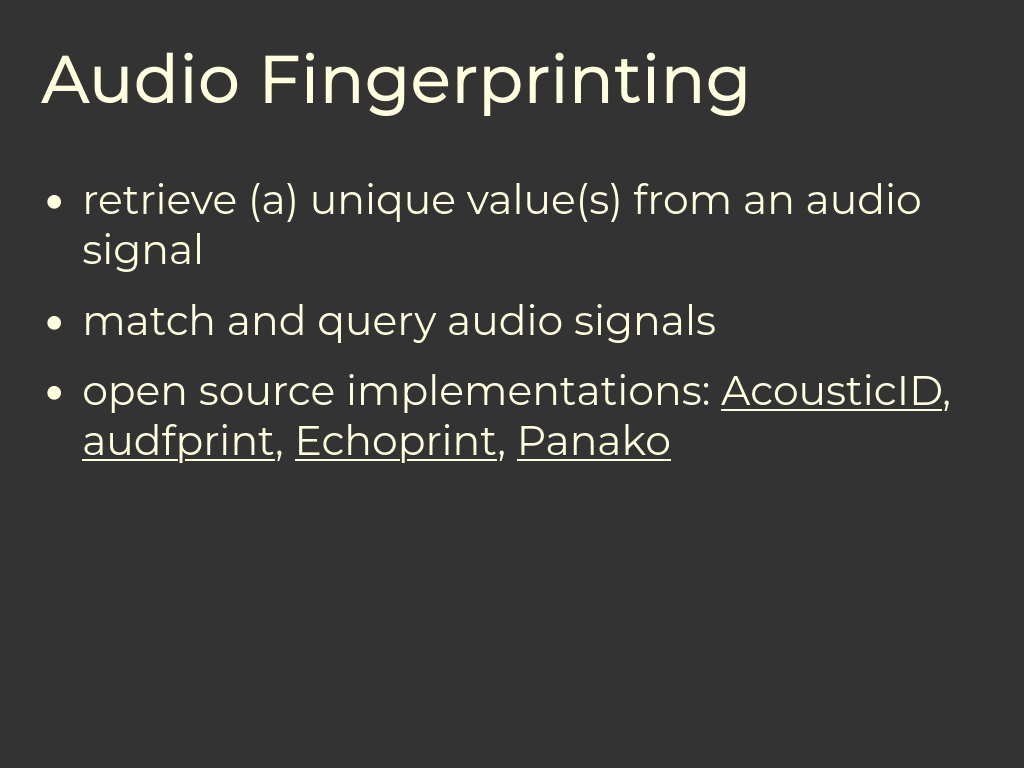 Audio Fingerprinting
• retrieve (a) unique value(s) from an audio
signal
• match and query audio signals
• open source implementations: AcousticID,
audfprint, Echoprint, Panako